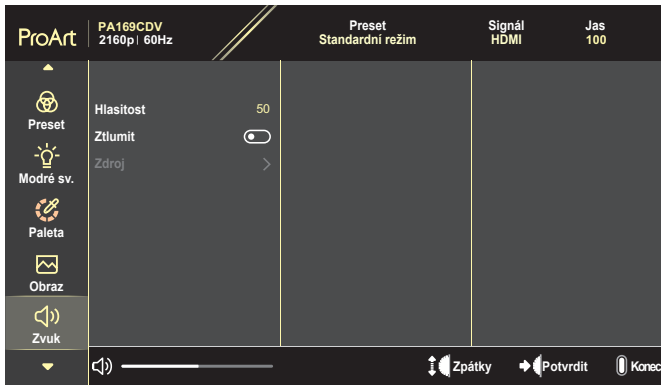 ProArt
PA169CDV
2160p | 60Hz
Preset
Standardní režim
Signál
HDMI
Jas
100
Preset
Modré sv.
Paleta
Obraz
Zvuk
Hlasitost 50
Ztlumit
Zdroj
Zpátky
Potvrdit
Konec